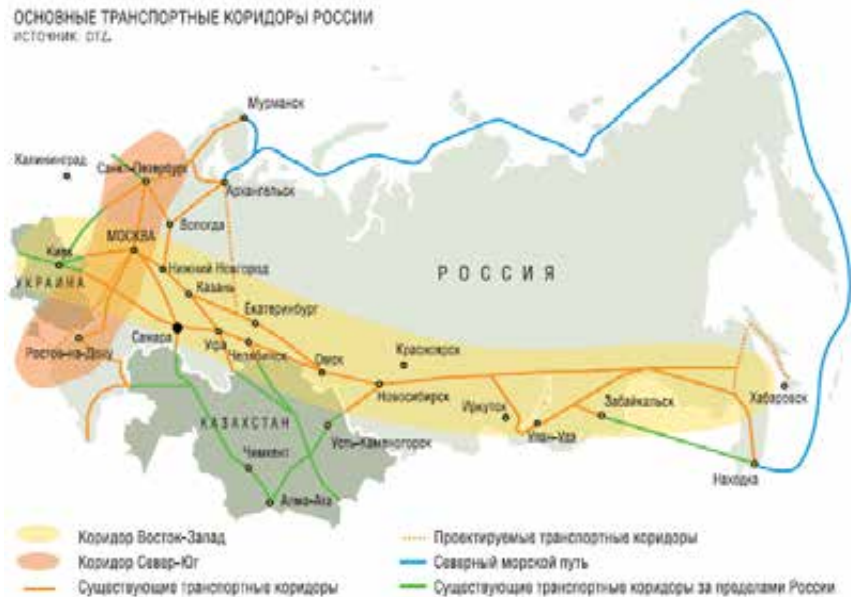 ОСНОВНЫЕ ТРАНСПОРТНЫЕ КОРИДОРЫ РОССИИ
ИСТОЧНИК: DTZ.
Мурманск
Калининград
Санкт-Петербург
Архангельск
Вологда
МОСКВА
Киев
УКРАИНА
Нижний Новгород
Казань
РОССИЯ
Екатеринбург
Ростов-на-Дону
Самара
Уфа
Челябинск
Омск
Красноярск
Новосибирск
Иркутск
Улан-Удэ
Забайкальск
Хабаровск
КАЗАХСТАН
Усть-Каменогорск
Чимкент
Алма-Ата
Находка
Коридор Восток-Запад
Коридор Север-Юг
Существующие транспортные коридоры
Проектируемые транспортные коридоры
Северный морской путь
Существующие транспортные коридоры за пределами России